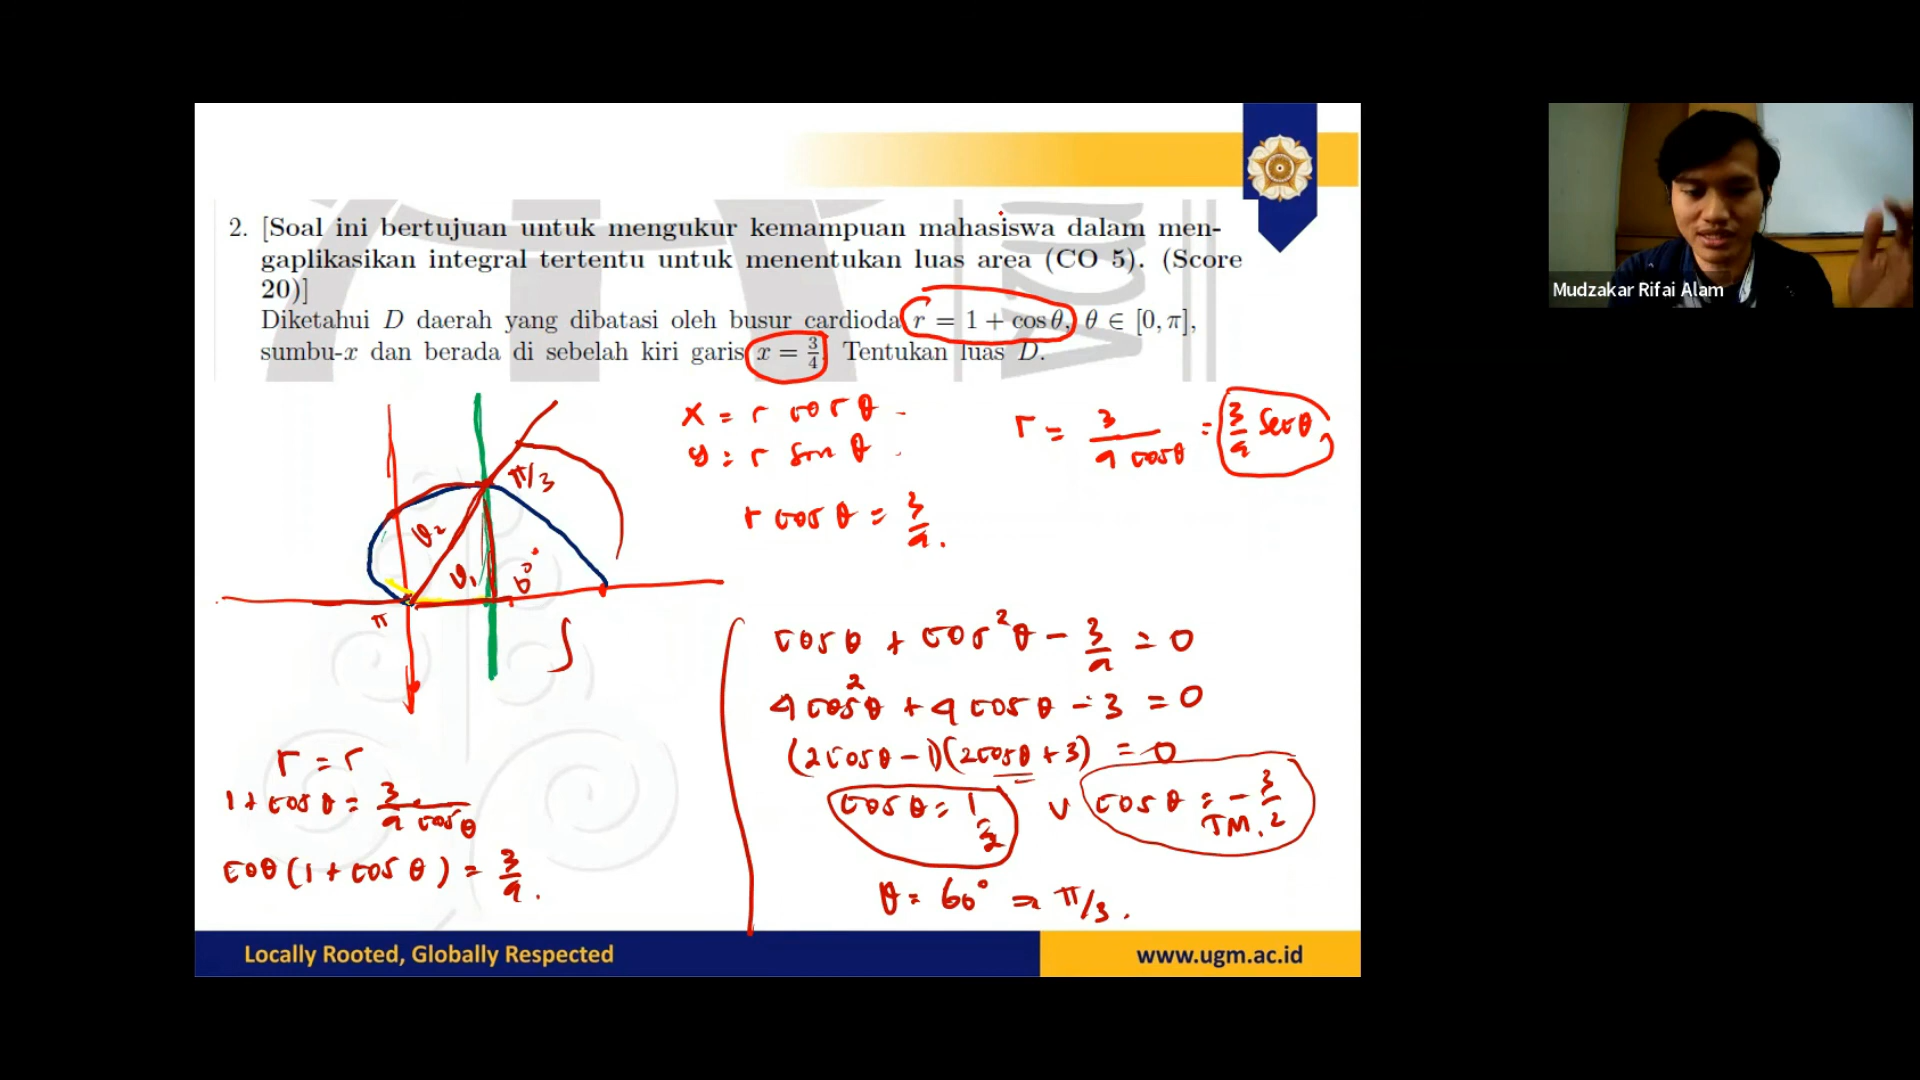 2. [Soal ini bertujuan untuk mengukur kemampuan mahasiswa dalam men-
gaplikasikan integral tertentu untuk menentukan luas area (CO 5). (Score
20)]
Diketahui D daerah yang dibatasi oleh busur cardioda r = 1 + cos θ, θ ∈ [0, π],
sumbu-x dan berada di sebelah kiri garis x = 3/4. Tentukan luas D.
x = r cos θ
y = r sin θ
r cos θ = 3/4.
r = 3/(4 cos θ) = 3/4 sec θ
π/3
θ₂
θ₁
0°
π
∫
r = r
1 + cos θ = 3/(4 cos θ)
cos θ (1 + cos θ) = 3/4.
cos θ + cos² θ - 3/4 = 0
4 cos² θ + 4 cos θ - 3 = 0
(2 cos θ - 1)(2 cos θ + 3) = 0
cos θ = 1/2 ∨ cos θ = -3/2
TM.
θ = 60° ⇒ π/3.
Locally Rooted, Globally Respected
www.ugm.ac.id
Mudzakar Rifai Alam